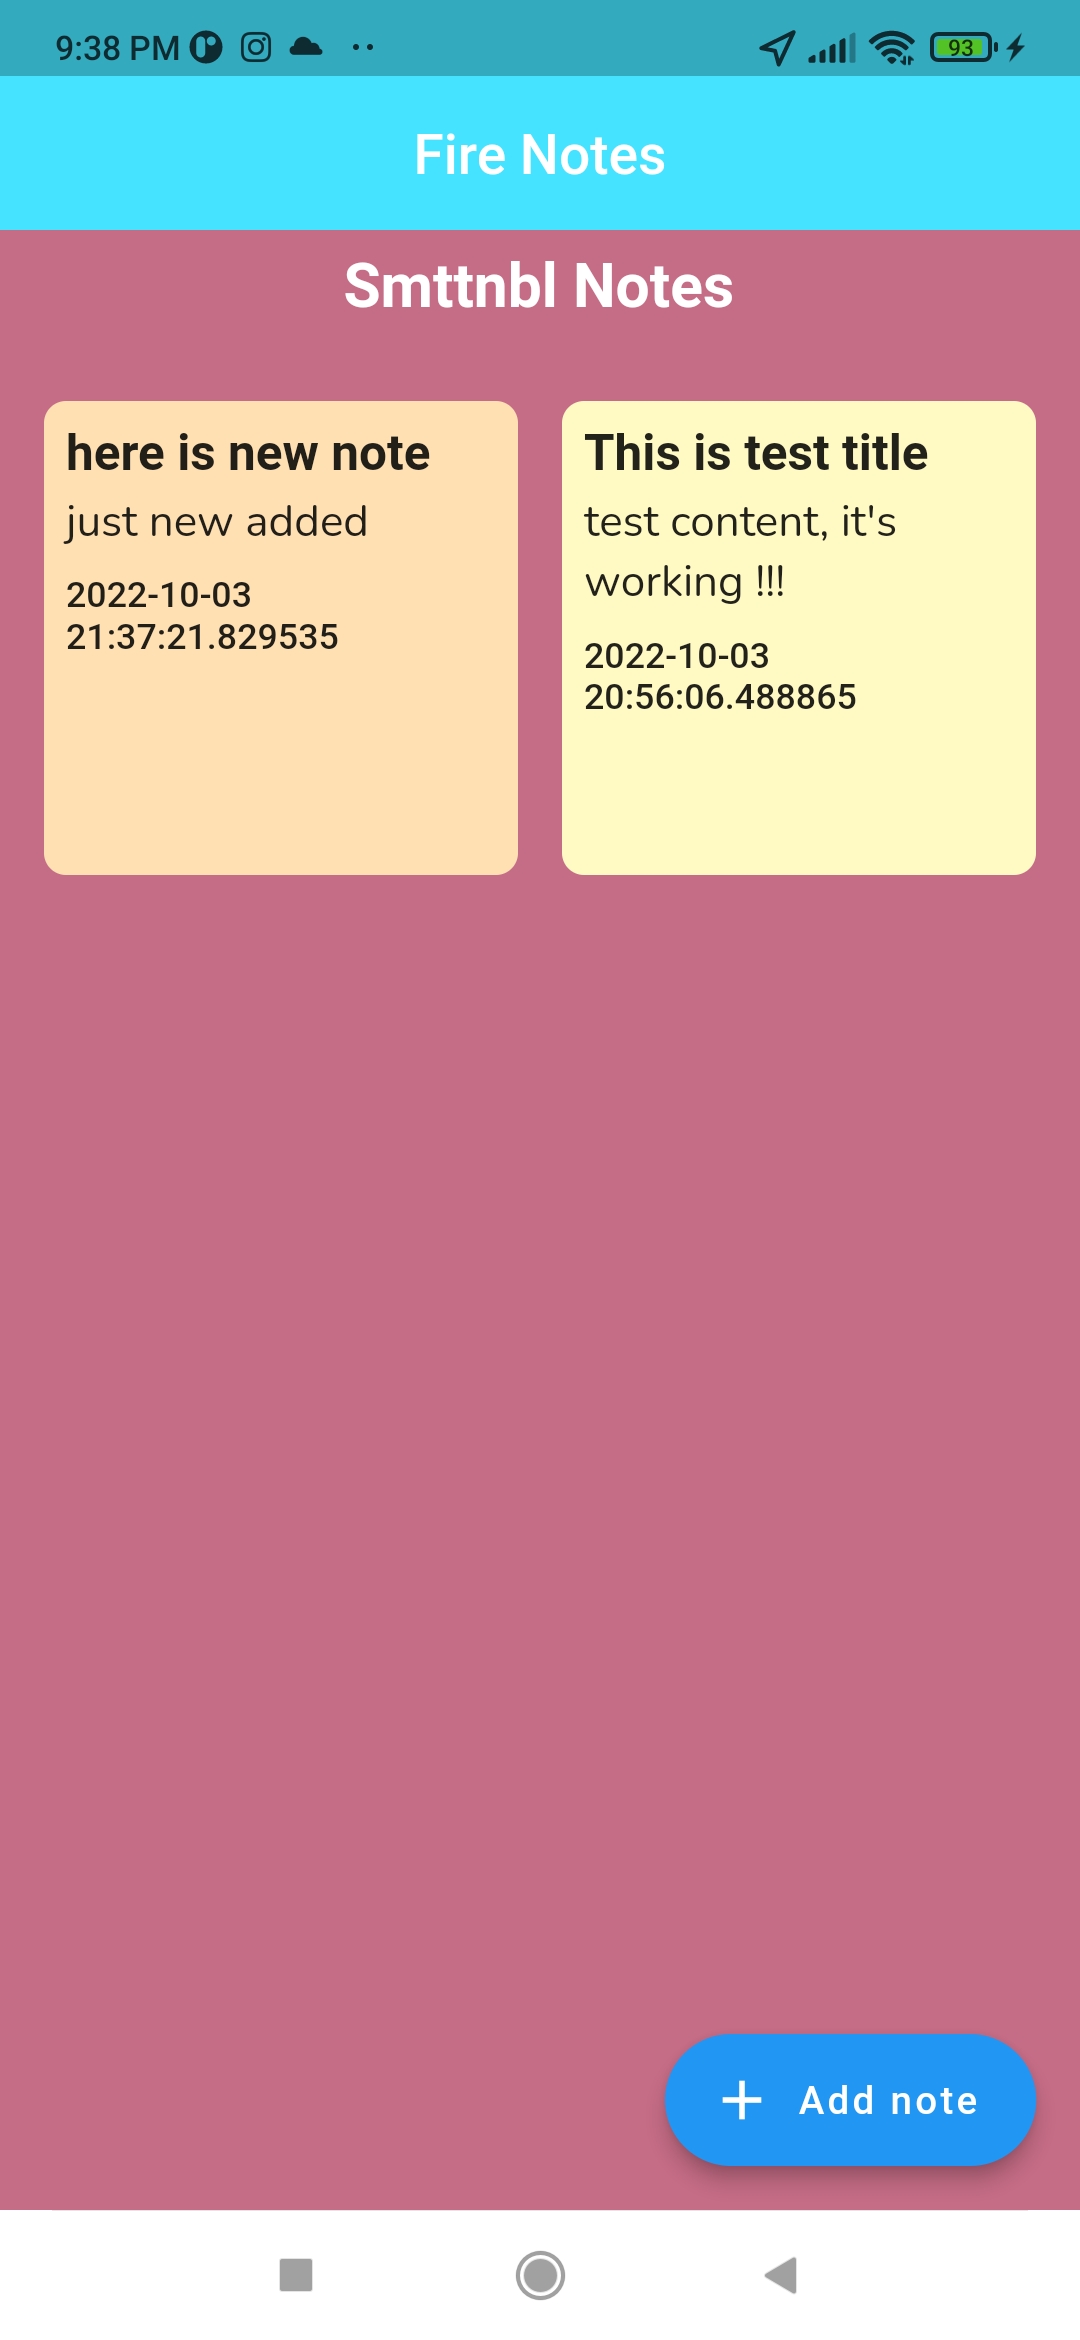 9:38 PM
93
Fire Notes
Smttnbl Notes
here is new note
just new added
2022-10-03
21:37:21.829535
This is test title
test content, it's
working !!!
2022-10-03
20:56:06.488865
Add note